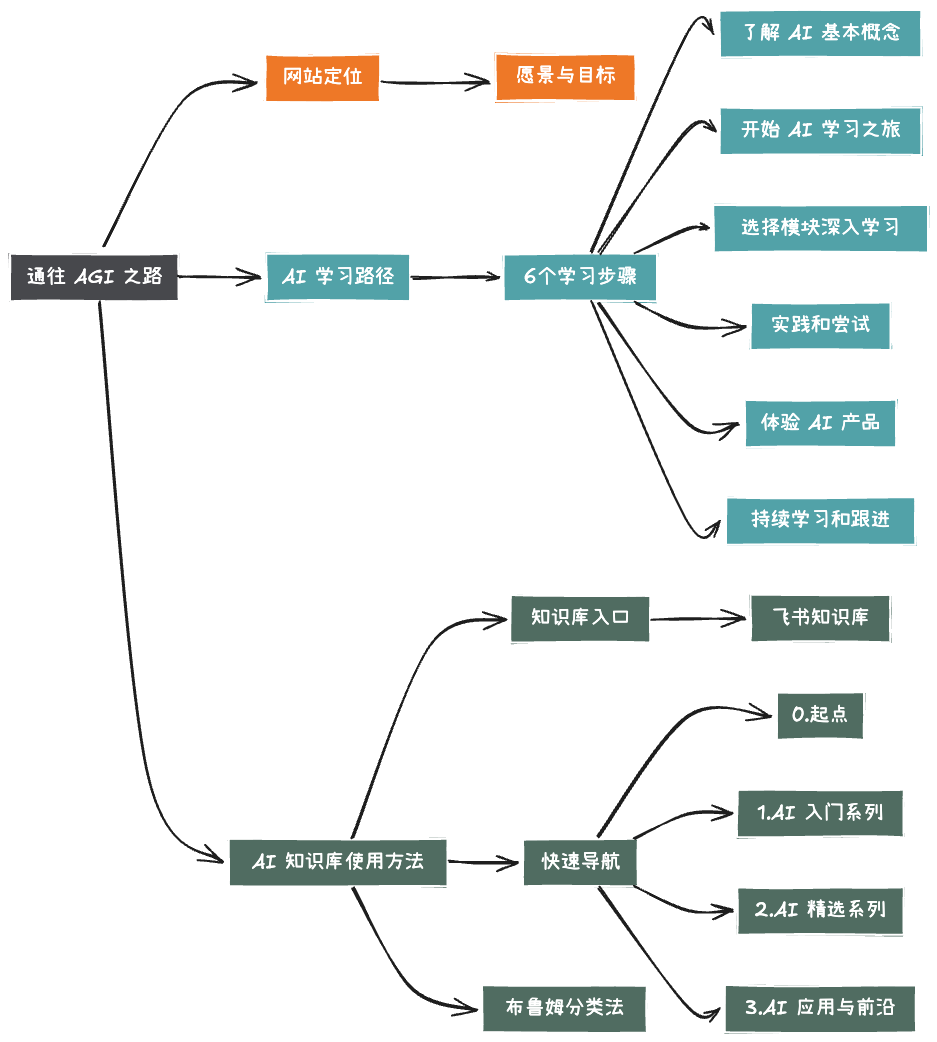 通往 AGI 之路
网站定位
愿景与目标
AI 学习路径
6个学习步骤
了解 AI 基本概念
开始 AI 学习之旅
选择模块深入学习
实践和尝试
体验 AI 产品
持续学习和跟进
AI 知识库使用方法
知识库入口
飞书知识库
快速导航
0.起点
1.AI 入门系列
2.AI 精选系列
3.AI 应用与前沿
布鲁姆分类法